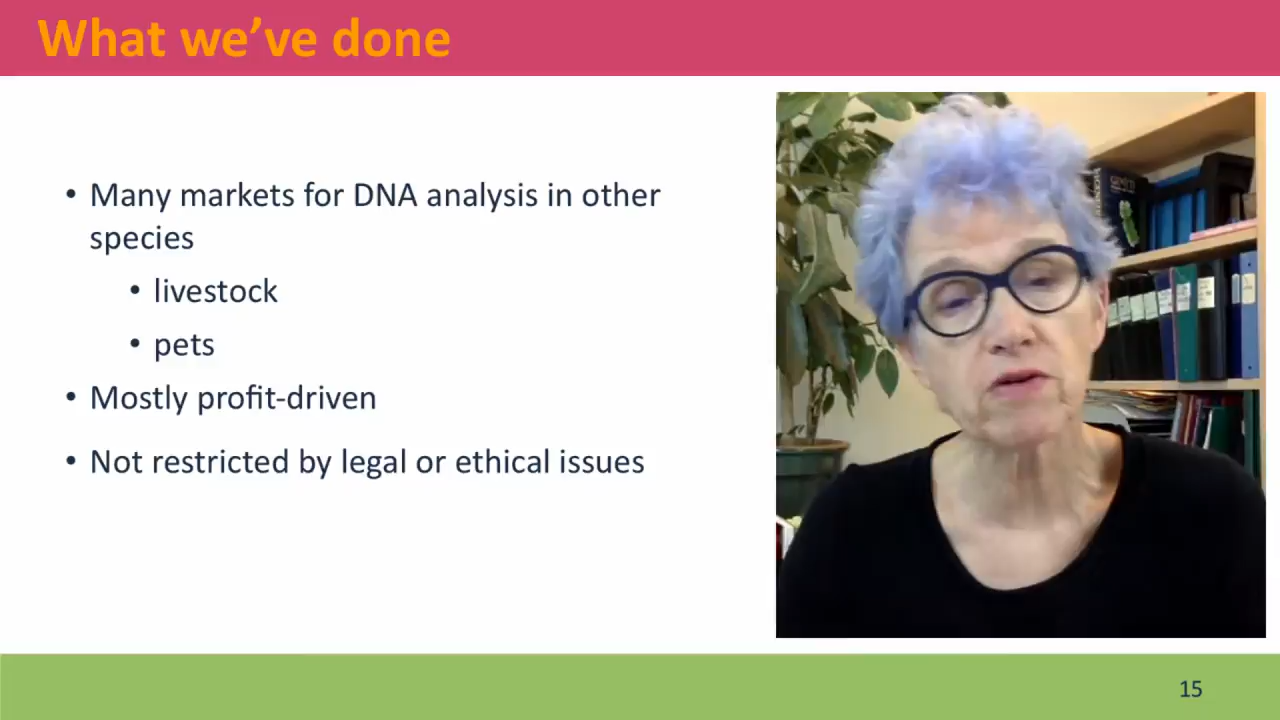 What we've done
• Many markets for DNA analysis in other
species
• livestock
• pets
• Mostly profit-driven
• Not restricted by legal or ethical issues
15